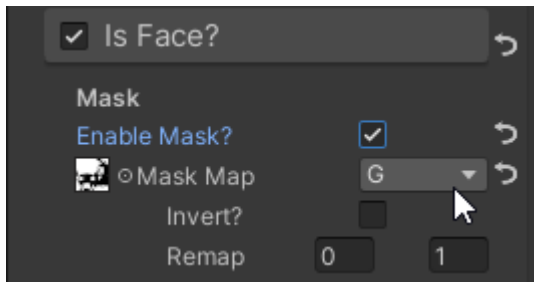 Is Face?
Mask
Enable Mask?
Mask Map G
Invert?
Remap 0 1